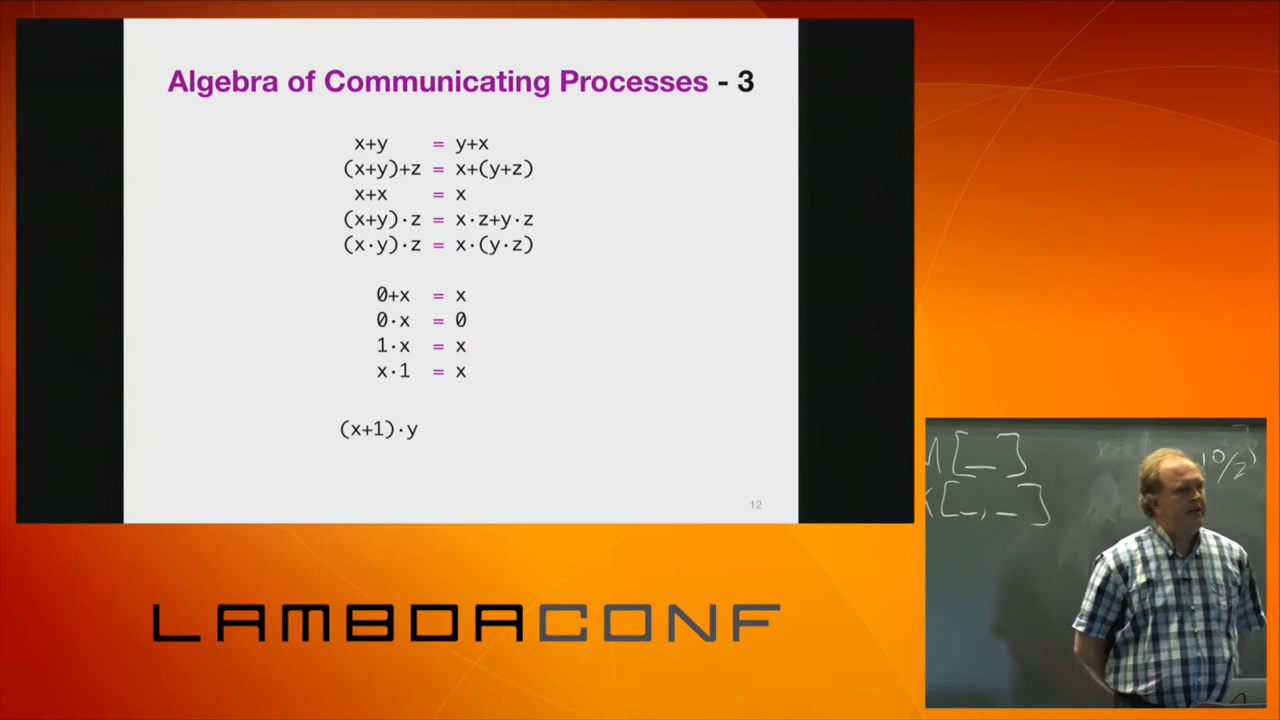 Algebra of Communicating Processes - 3
x+y = y+x
(x+y)+z = x+(y+z)
x+x = x
(x+y)·z = x·z+y·z
(x·y)·z = x·(y·z)
0+x = x
0·x = 0
1·x = x
x·1 = x
(x+1)·y
12
M[_]
[_,_]
LAMBDACONF